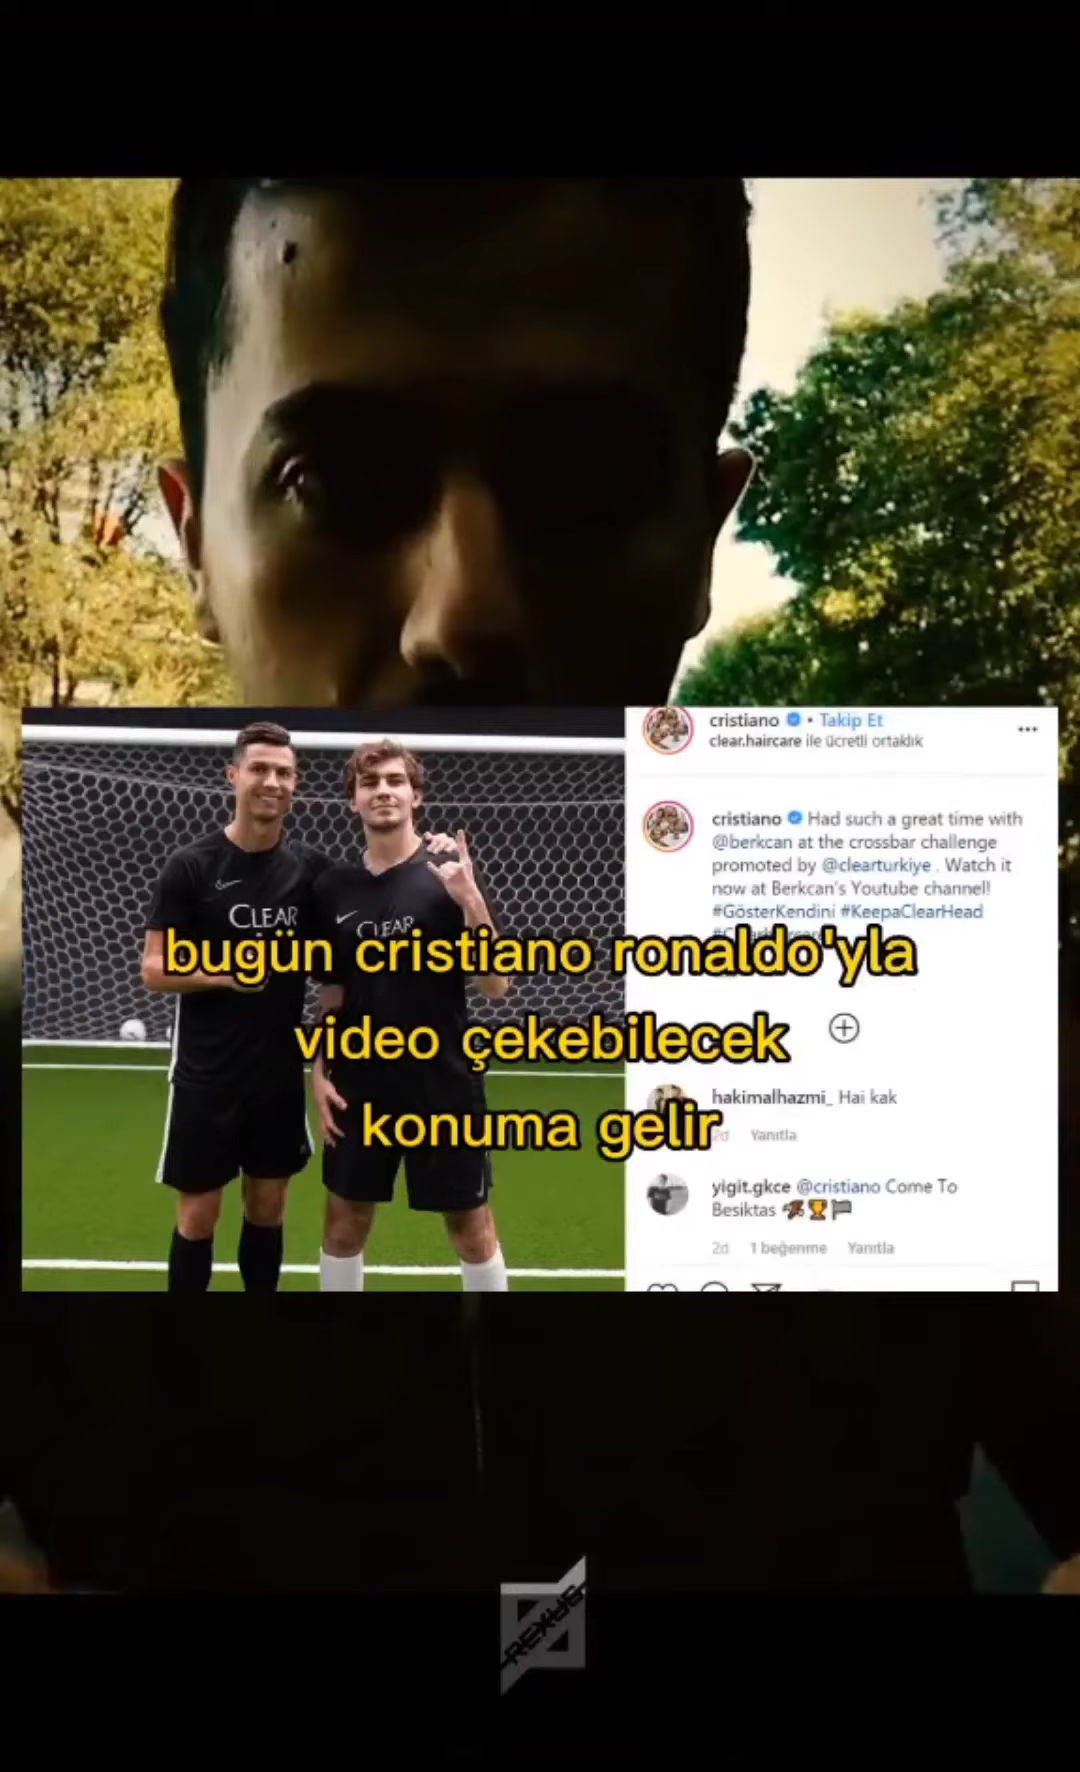 cristiano • Takip Et
clear.haircare ile ücretli ortaklık
cristiano Had such a great time with
@berkcan at the crossbar challenge
promoted by @clearturkiye . Watch it
now at Berkcan's Youtube channel!
#GösterKendini #KeepaClearHead
CLEAR
CLEAR
bugün cristiano ronaldo'yla
video çekebilecek
konuma gelir
hakimalhazmi_ Hai kak
2d Yanıtla
yigit.gkce @cristiano Come To
Besiktas 🦅🏆🏴
2d 1 beğenme Yanıtla
REXUS